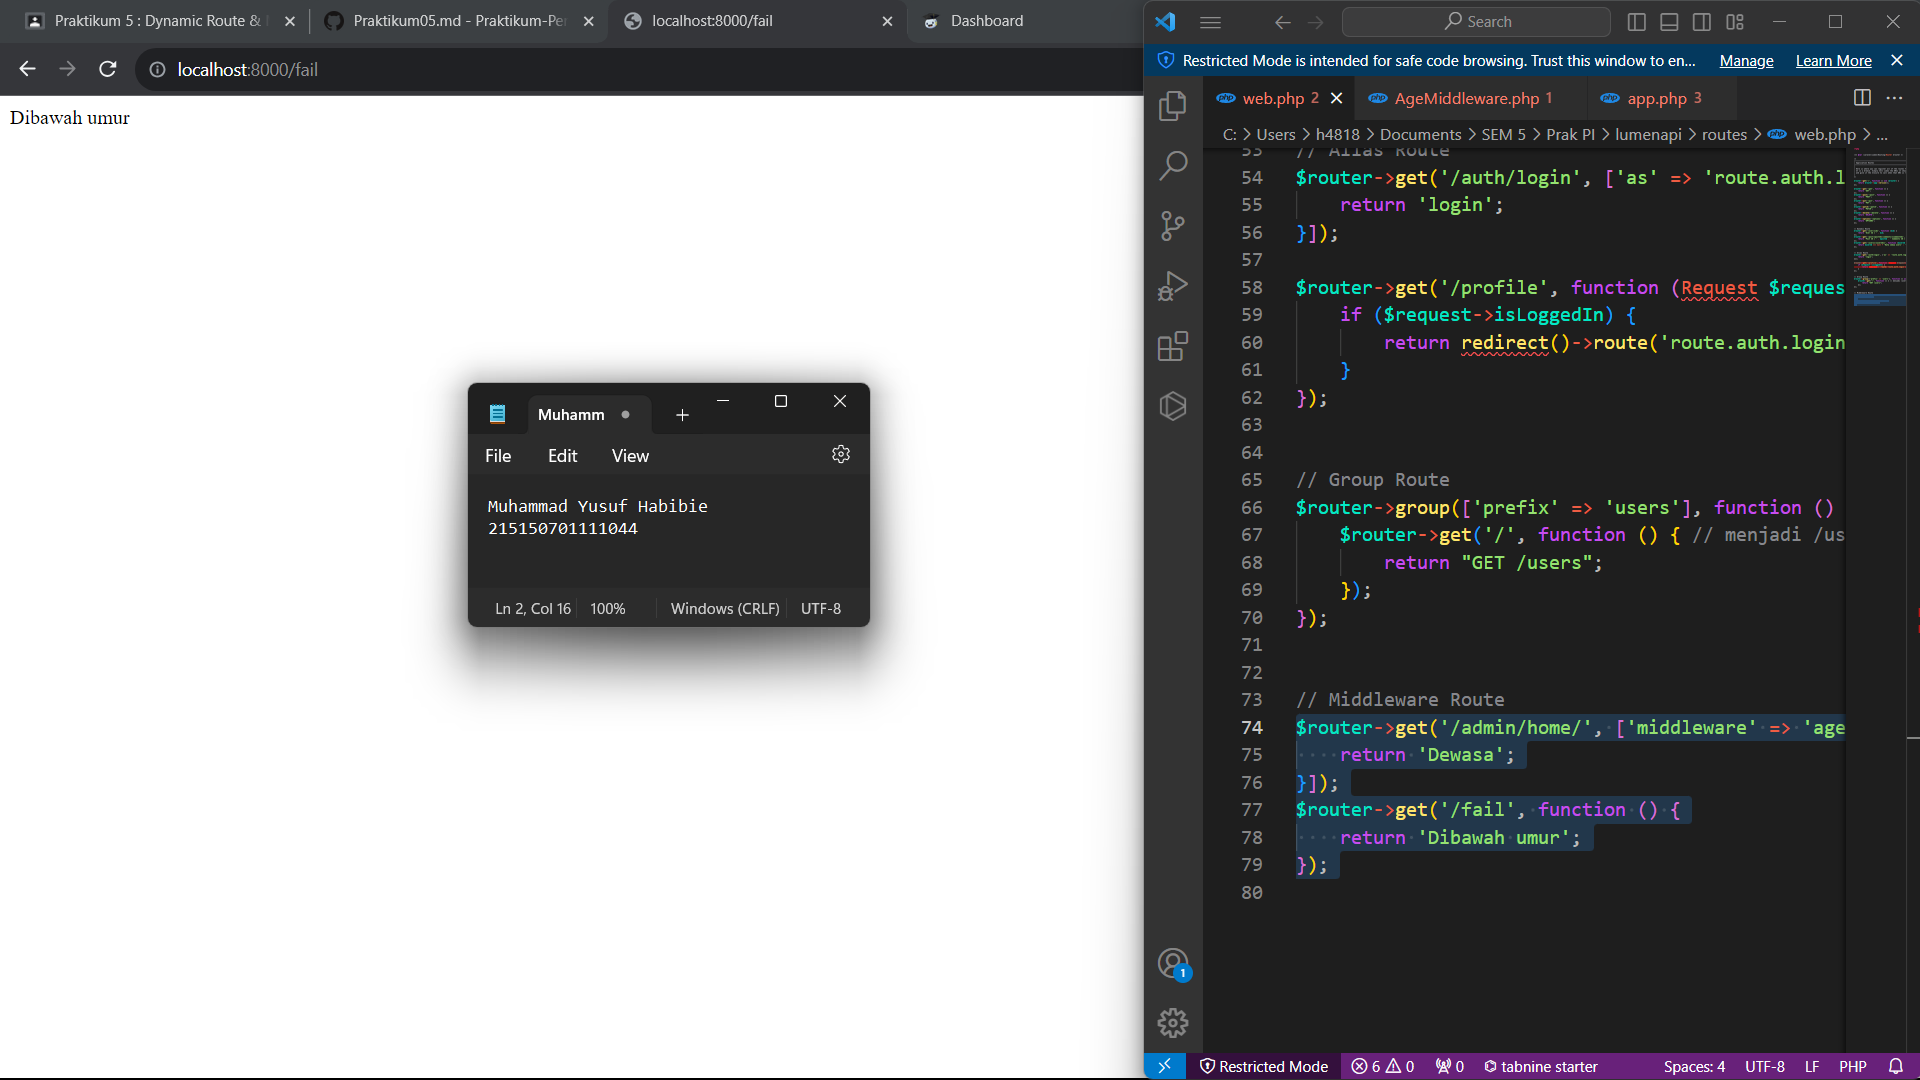 Praktikum 5 : Dynamic Route &
Praktikum05.md - Praktikum-Pe
localhost:8000/fail
Dashboard
localhost:8000/fail
Dibawah umur
Muhamm
File Edit View
Muhammad Yusuf Habibie
215150701111044
Ln 2, Col 16 100% Windows (CRLF) UTF-8
Search
Restricted Mode is intended for safe code browsing. Trust this window to en... Manage Learn More
web.php 2 AgeMiddleware.php 1 app.php 3
C: > Users > h4818 > Documents > SEM 5 > Prak PI > lumenapi > routes > web.php > ...
53 // Alias Route
54 $router->get('/auth/login', ['as' => 'route.auth.l
55 return 'login';
56 }]);
57
58 $router->get('/profile', function (Request $reques
59 if ($request->isLoggedIn) {
60 return redirect()->route('route.auth.login
61 }
62 });
63
64
65 // Group Route
66 $router->group(['prefix' => 'users'], function ()
67 $router->get('/', function () { // menjadi /us
68 return "GET /users";
69 });
70 });
71
72
73 // Middleware Route
74 $router->get('/admin/home/', ['middleware' => 'age
75 return 'Dewasa';
76 }]);
77 $router->get('/fail', function () {
78 return 'Dibawah umur';
79 });
80
1
Restricted Mode 6 0 0 tabnine starter Spaces: 4 UTF-8 LF PHP